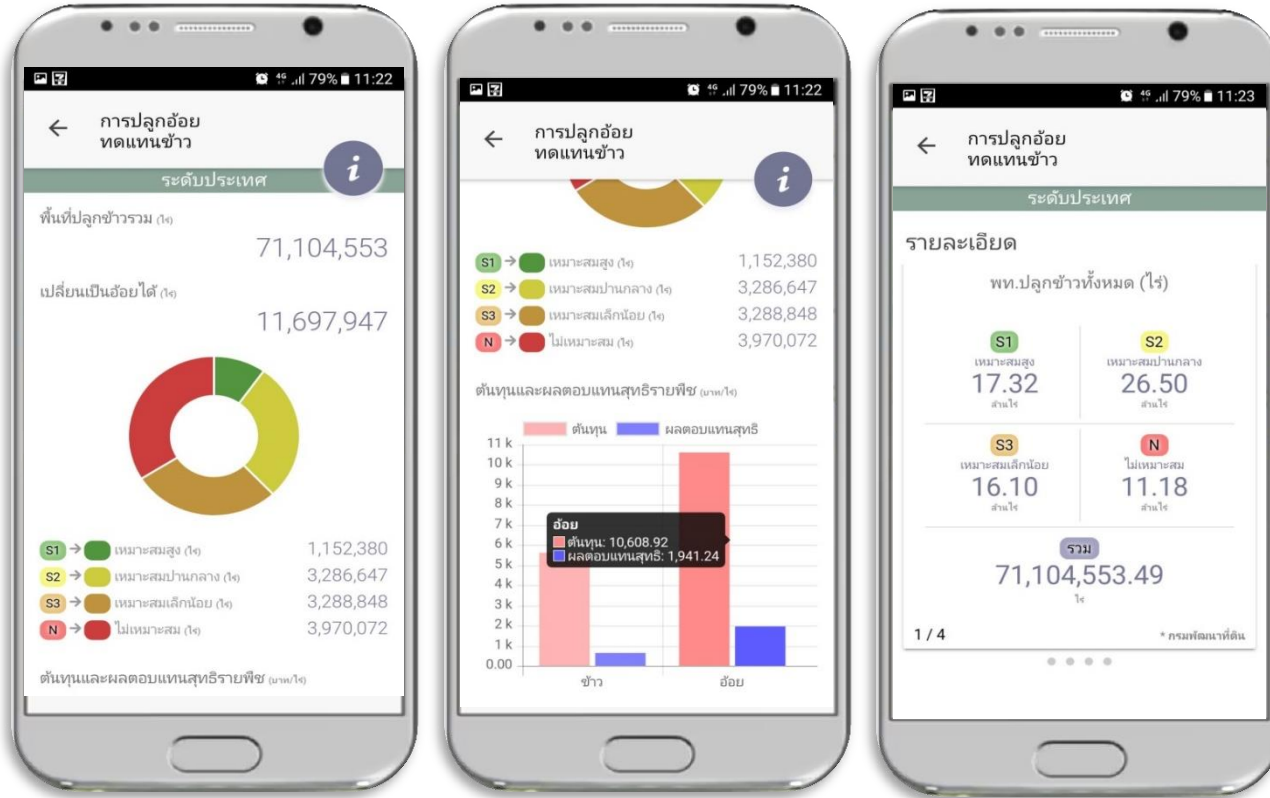 4G 79% 11:22
การปลูกอ้อย
ทดแทนข้าว
i
ระดับประเทศ
พื้นที่ปลูกข้าวรวม (ไร่)
71,104,553
เปลี่ยนเป็นอ้อยได้ (ไร่)
11,697,947
S1 → เหมาะสมสูง (ไร่) 1,152,380
S2 → เหมาะสมปานกลาง (ไร่) 3,286,647
S3 → เหมาะสมเล็กน้อย (ไร่) 3,288,848
N → ไม่เหมาะสม (ไร่) 3,970,072
ต้นทุนและผลตอบแทนสุทธิรายพืช (บาท/ไร่)
4G 79% 11:22
การปลูกอ้อย
ทดแทนข้าว
i
S1 → เหมาะสมสูง (ไร่) 1,152,380
S2 → เหมาะสมปานกลาง (ไร่) 3,286,647
S3 → เหมาะสมเล็กน้อย (ไร่) 3,288,848
N → ไม่เหมาะสม (ไร่) 3,970,072
ต้นทุนและผลตอบแทนสุทธิรายพืช (บาท/ไร่)
ต้นทุน ผลตอบแทนสุทธิ
11 k
10 k
9 k
8 k
7 k
6 k
5 k
4 k
3 k
2 k
1 k
0.00
อ้อย
ต้นทุน: 10,608.92
ผลตอบแทนสุทธิ: 1,941.24
ข้าว อ้อย
4G 79% 11:23
การปลูกอ้อย
ทดแทนข้าว
ระดับประเทศ
รายละเอียด
พท.ปลูกข้าวทั้งหมด (ไร่)
S1 S2
เหมาะสมสูง เหมาะสมปานกลาง
17.32 26.50
ล้านไร่ ล้านไร่
S3 N
เหมาะสมเล็กน้อย ไม่เหมาะสม
16.10 11.18
ล้านไร่ ล้านไร่
รวม
71,104,553.49
ไร่
1 / 4 * กรมพัฒนาที่ดิน